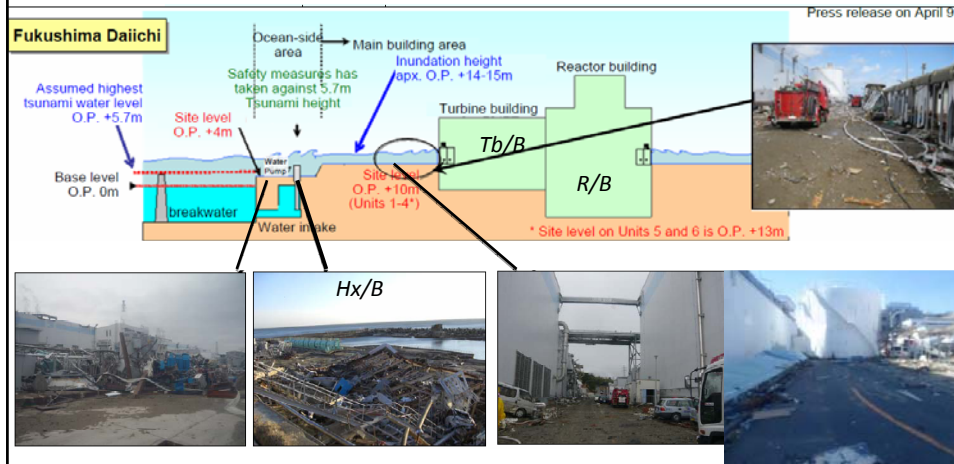 Press release on April 9
Fukushima Daiichi
Ocean-side
area
Main building area
Safety measures has
taken against 5.7m
Tsunami height
Inundation height
apx. O.P. +14-15m
Reactor building
Turbine building
Assumed highest
tsunami water level
O.P. +5.7m
Site level
O.P. +4m
Tb/B
Water
Pump
Base level
O.P. 0m
Site level
O.P. +10m
(Units 1-4*)
R/B
breakwater
Water intake
* Site level on Units 5 and 6 is O.P. +13m
Hx/B